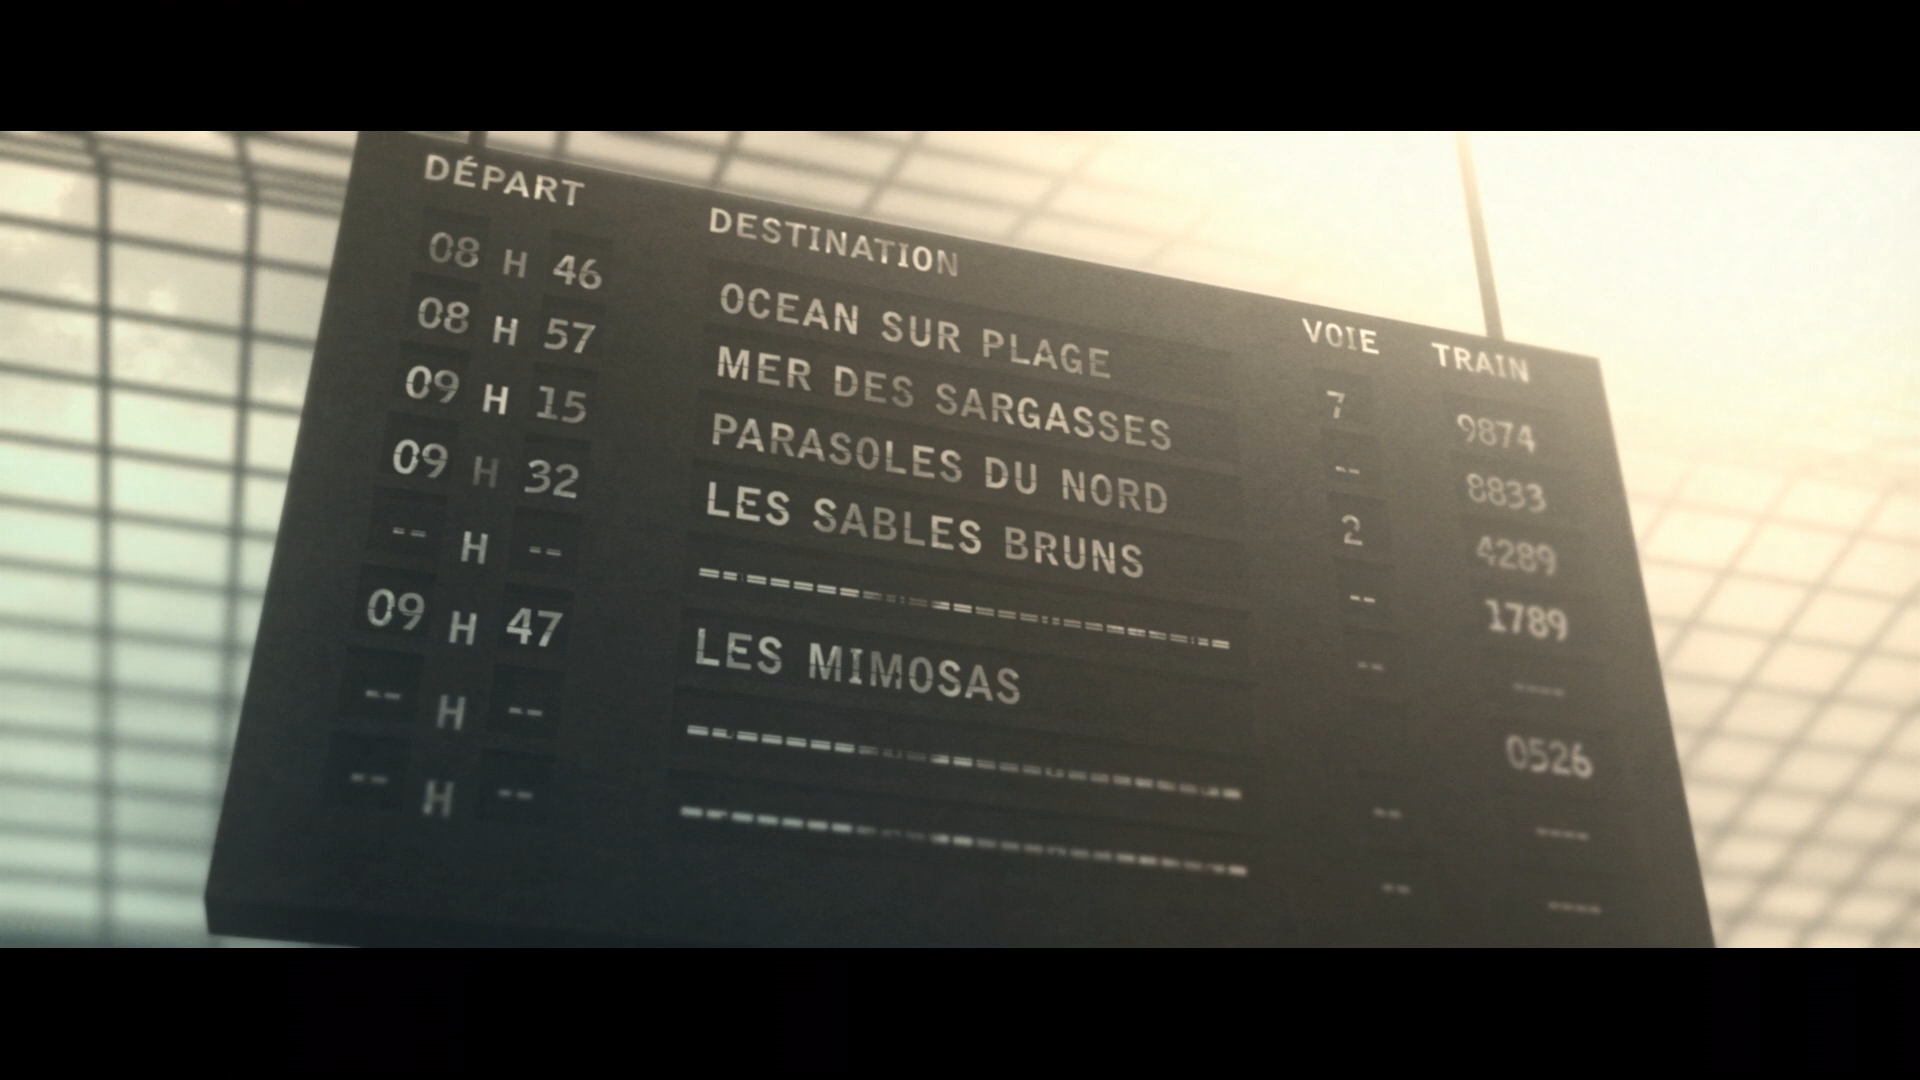 DÉPART DESTINATION VOIE TRAIN
08 H 46 OCEAN SUR PLAGE 7 9874
08 H 57 MER DES SARGASSES -- 8833
09 H 15 PARASOLES DU NORD 2 4289
09 H 32 LES SABLES BRUNS -- 1789
-- H -- ---------------------- -- ----
09 H 47 LES MIMOSAS 0526
-- H -- ---------------------- -- ----
-- H -- ---------------------- -- ----